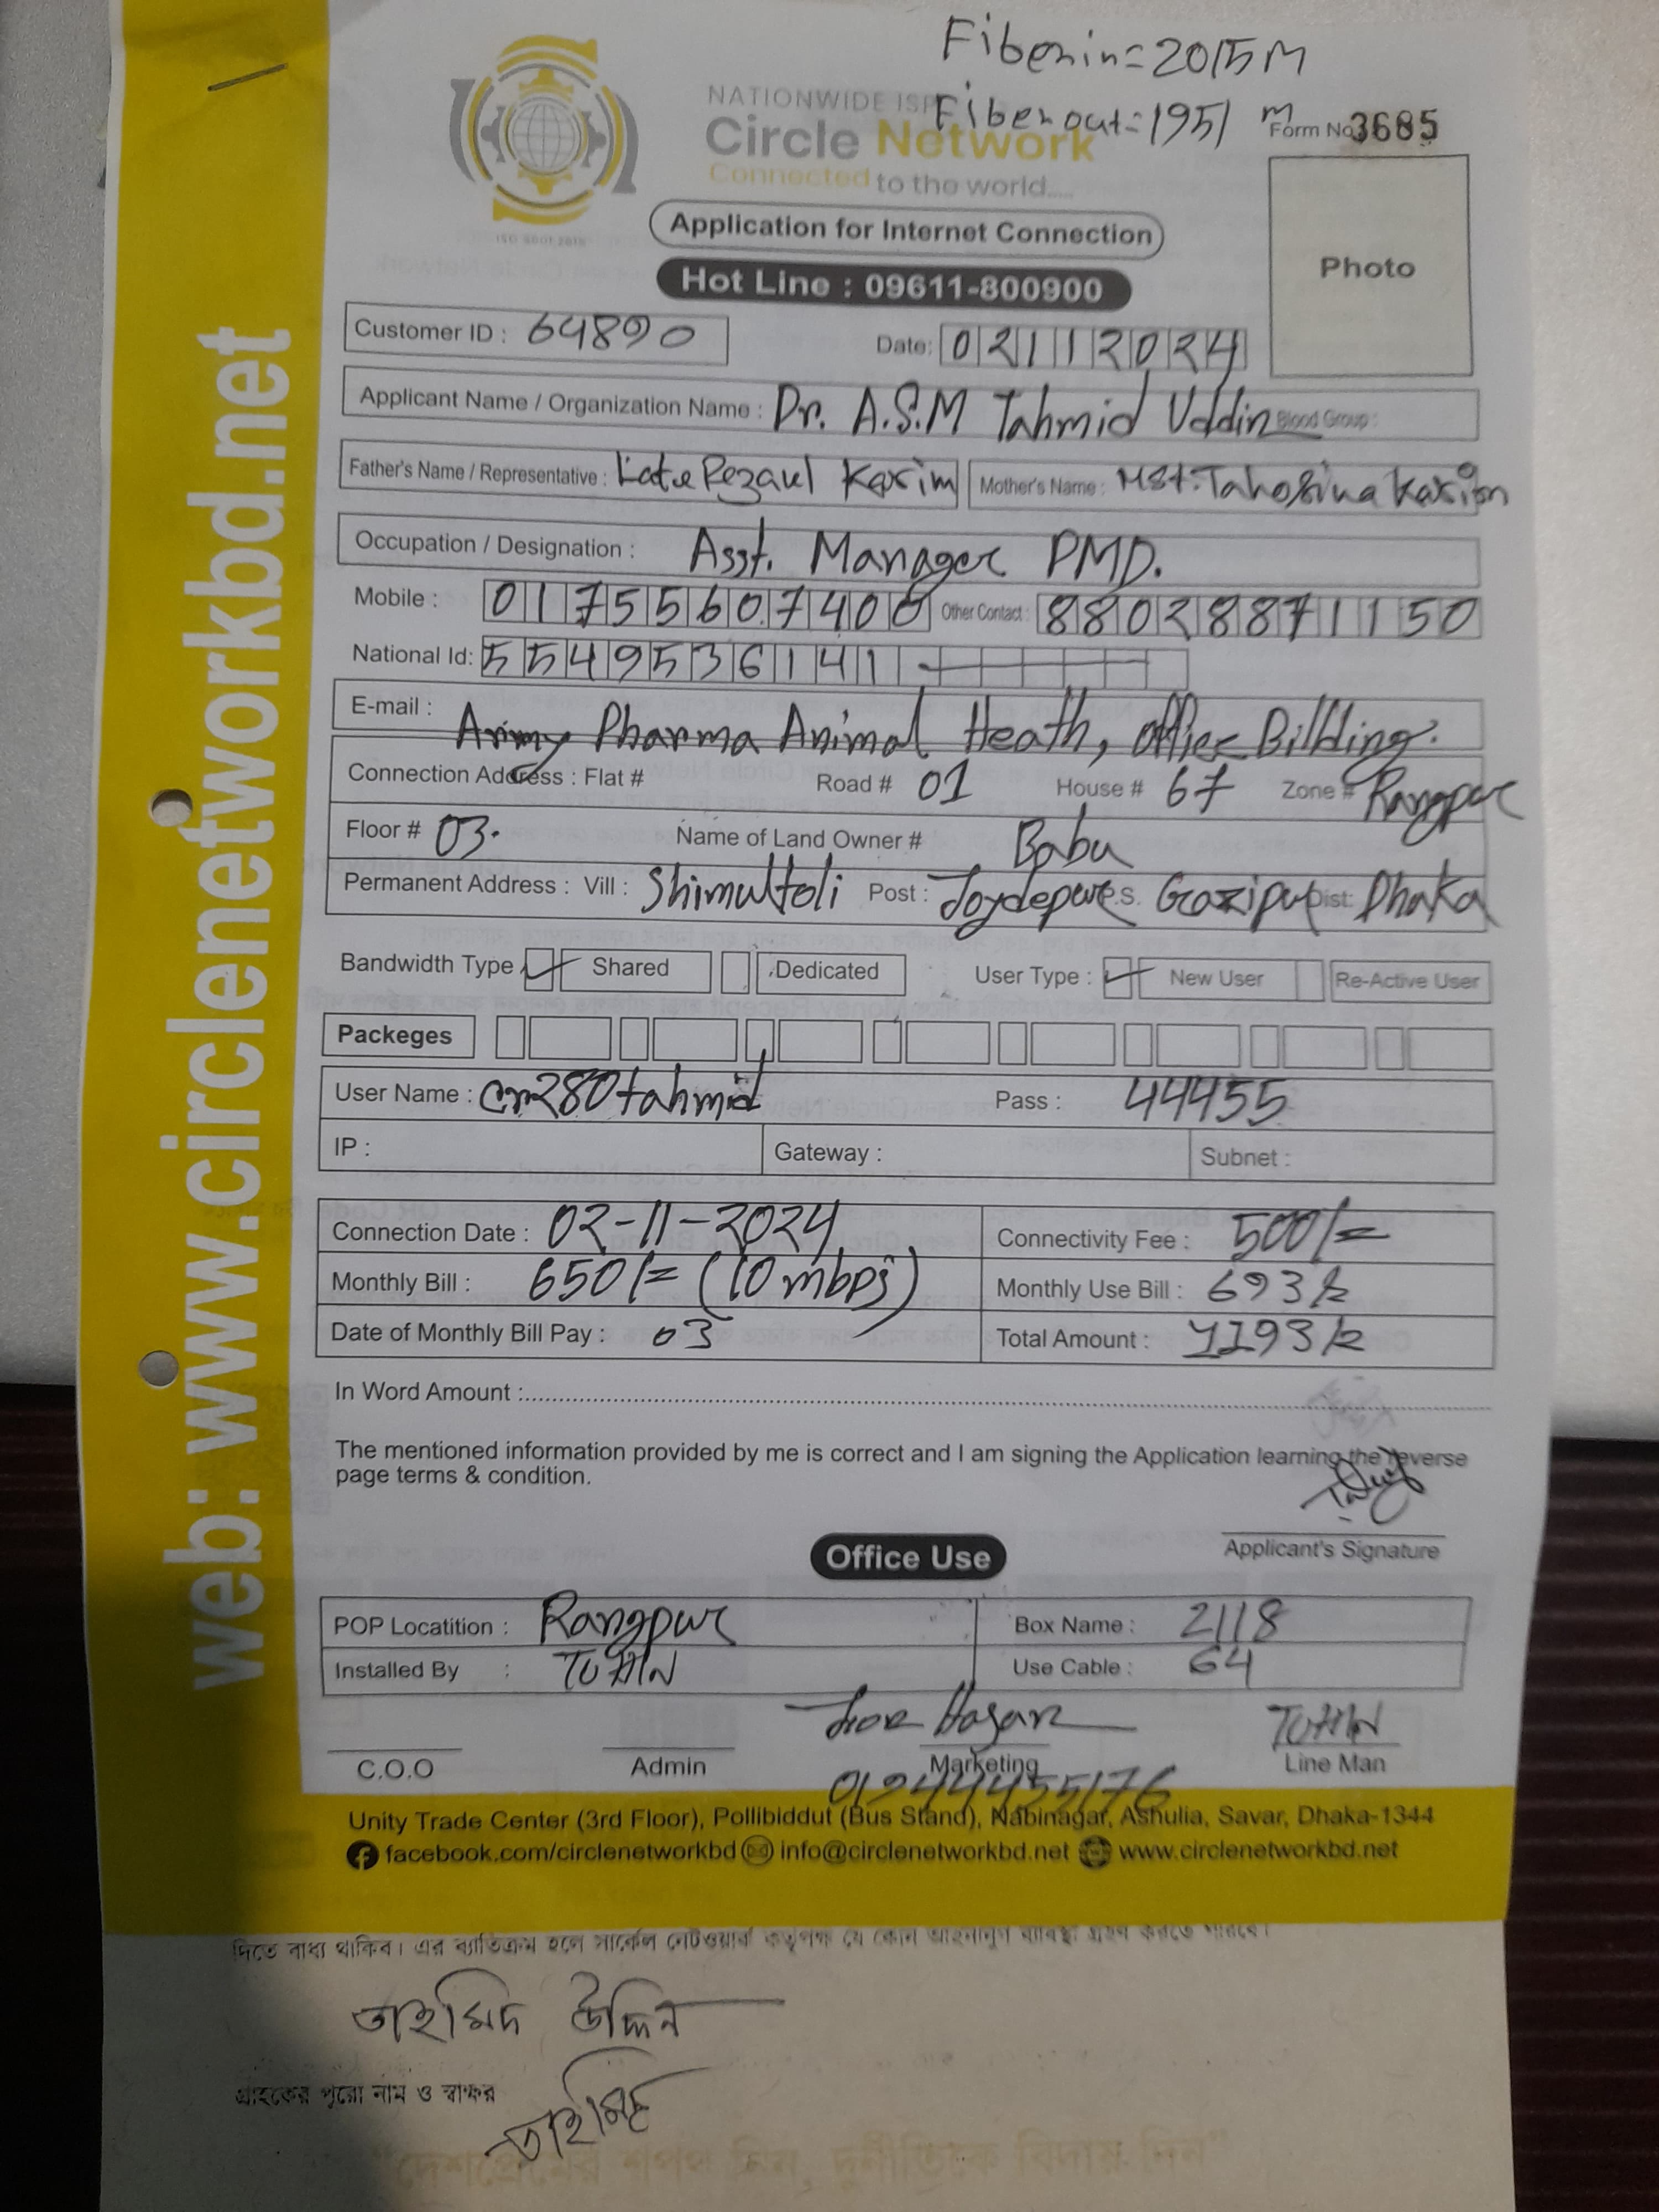 Fiberin=2015M
NATIONWIDE ISP
Fiberout=1951 m
Form No 3685
Circle Network
Connected to the world....
ISO 9001:2015
Application for Internet Connection
Photo
Hot Line : 09611-800900
Customer ID : 64890 Date: 02112024
Applicant Name / Organization Name : Dr. A.S.M Tahmid Uddin Blood Group :
Father's Name / Representative : Late Rezaul Karim Mother's Name : Mst. Karim
Occupation / Designation : Asst. Manager PMD.
Mobile : 01755607400 Other Contact : 880288711150
National Id: 5549536141
E-mail : Army Pharma Animal Heath, office Billding.
Connection Address : Flat # Road # 01 House # 67 Zone # Rangpur
Floor # 03. Name of Land Owner # Babu
Permanent Address : Vill : Shimultoli Post : Joydepur P.S. Gazipur Dist: Dhaka
Bandwidth Type Shared Dedicated User Type : New User Re-Active User
Packeges
User Name : cn280tahmid Pass : 44455
IP : Gateway : Subnet :
Connection Date : 02-11-2024 Connectivity Fee : 500/=
Monthly Bill : 650/= (10 mbps) Monthly Use Bill : 693/=
Date of Monthly Bill Pay : 03 Total Amount : 1193/=
In Word Amount :
The mentioned information provided by me is correct and I am signing the Application learning the reverse
page terms & condition.
Applicant's Signature
Office Use
POP Locatition : Rangpur Box Name : 2118
Installed By : TUHIN Use Cable : 64
Hasan TUHIN
C.O.O Admin Marketing Line Man
01944455176
Unity Trade Center (3rd Floor), Pollibiddut (Bus Stand), Nabinagar, Ashulia, Savar, Dhaka-1344
facebook.com/circlenetworkbd info@circlenetworkbd.net www.circlenetworkbd.net
web: www.circlenetworkbd.net
দিতে বাধ্য থাকিব। এর ব্যাতিক্রম হলে সার্কেল নেটওয়ার্ক কতৃপক্ষ যে কোন আইনানুগ ব্যাবস্থা গ্রহণ করতে পারবে।
তাহমিদ উদ্দিন
গ্রাহকের পুরো নাম ও স্বাক্ষর
তাহমিদ
"দেশপ্রেমের শপথ নিন, দুর্নীতিকে বিদায় দিন"